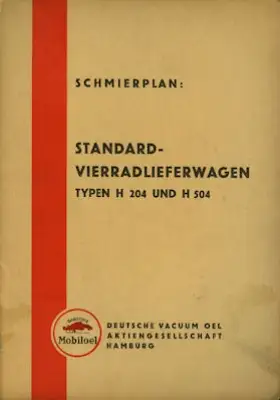 SCHMIERPLAN:
STANDARD-
VIERRADLIEFERWAGEN
TYPEN H 204 UND H 504
Mobiloel
DEUTSCHE VACUUM OEL
AKTIENGESELLSCHAFT
HAMBURG